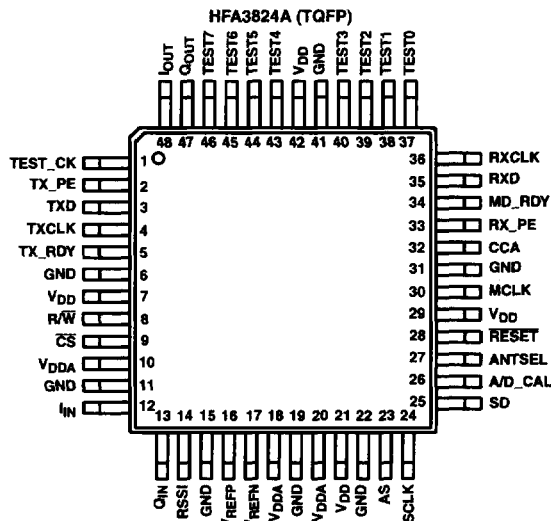 HFA3824A (TQFP)
IOUT
QOUT
TEST7
TEST6
TEST5
TEST4
VDD
GND
TEST3
TEST2
TEST1
TEST0
48 47 46 45 44 43 42 41 40 39 38 37
TEST_CK 1
TX_PE 2
TXD 3
TXCLK 4
TX_RDY 5
GND 6
VDD 7
R/W̅ 8
C̅S̅ 9
VDDA 10
GND 11
IIN 12
36 RXCLK
35 RXD
34 MD_RDY
33 RX_PE
32 CCA
31 GND
30 MCLK
29 VDD
28 R̅E̅S̅E̅T̅
27 ANTSEL
26 A/D_CAL
25 SD
13 14 15 16 17 18 19 20 21 22 23 24
QIN
RSSI
GND
VREFP
VREFN
VDDA
GND
VDDA
VDD
GND
AS
SCLK